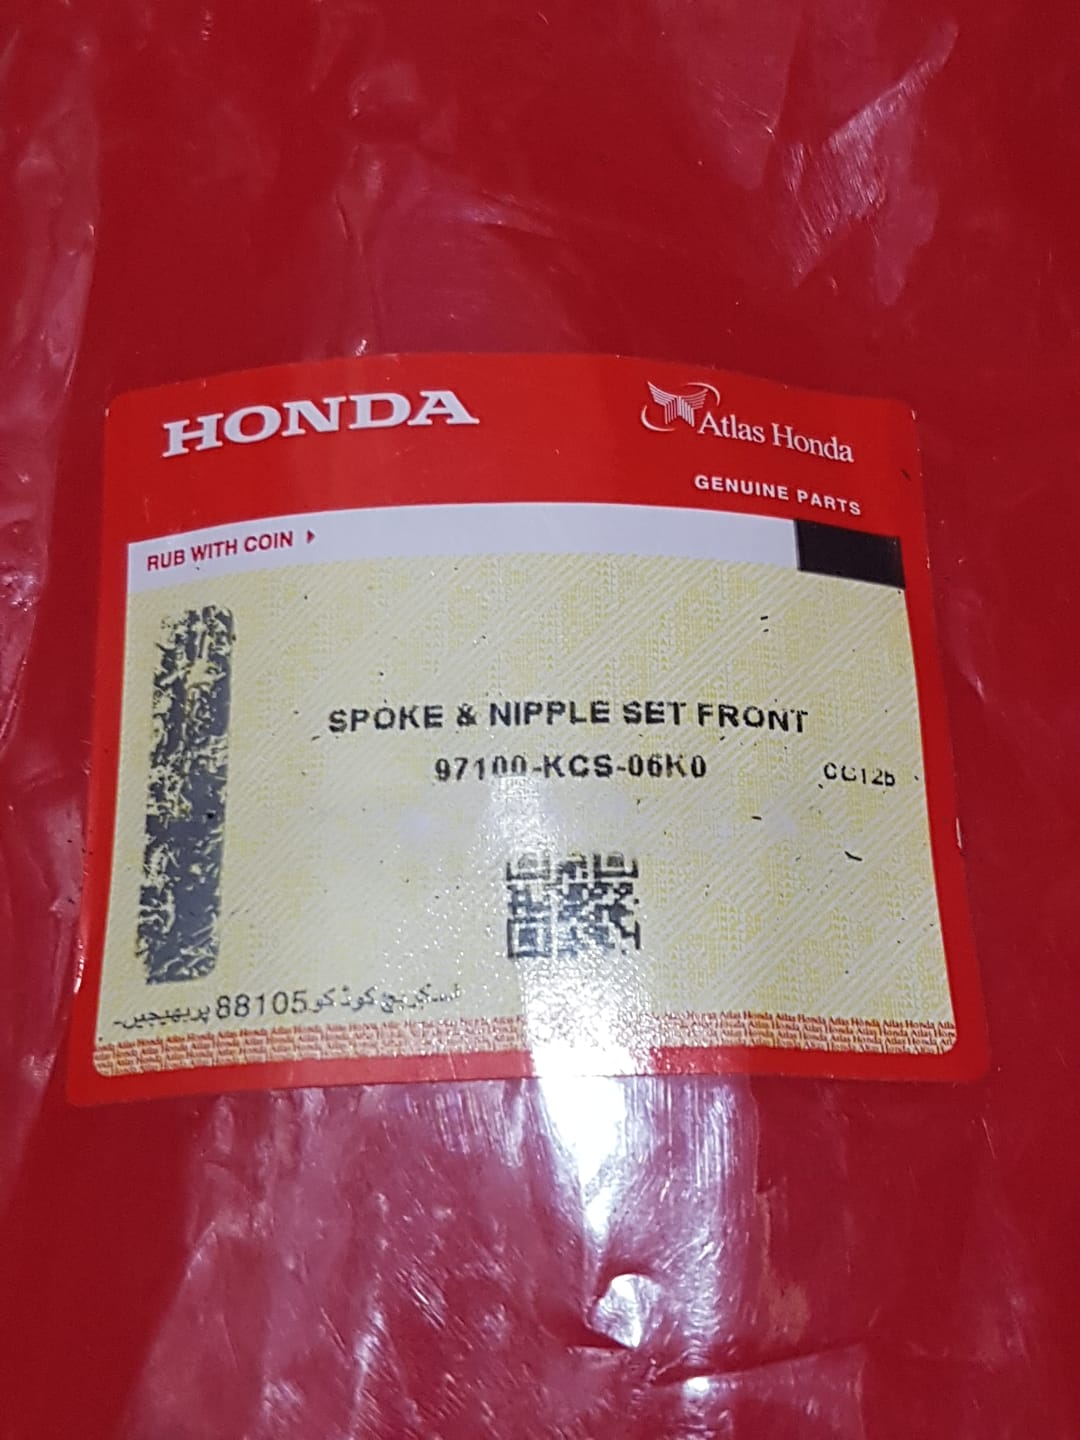 HONDA
Atlas Honda
GENUINE PARTS
RUB WITH COIN
SPOKE & NIPPLE SET FRONT
97100-KCS-06K0
CG125
اسکریچ کوڈ کو 88105 پر بھیجیں۔